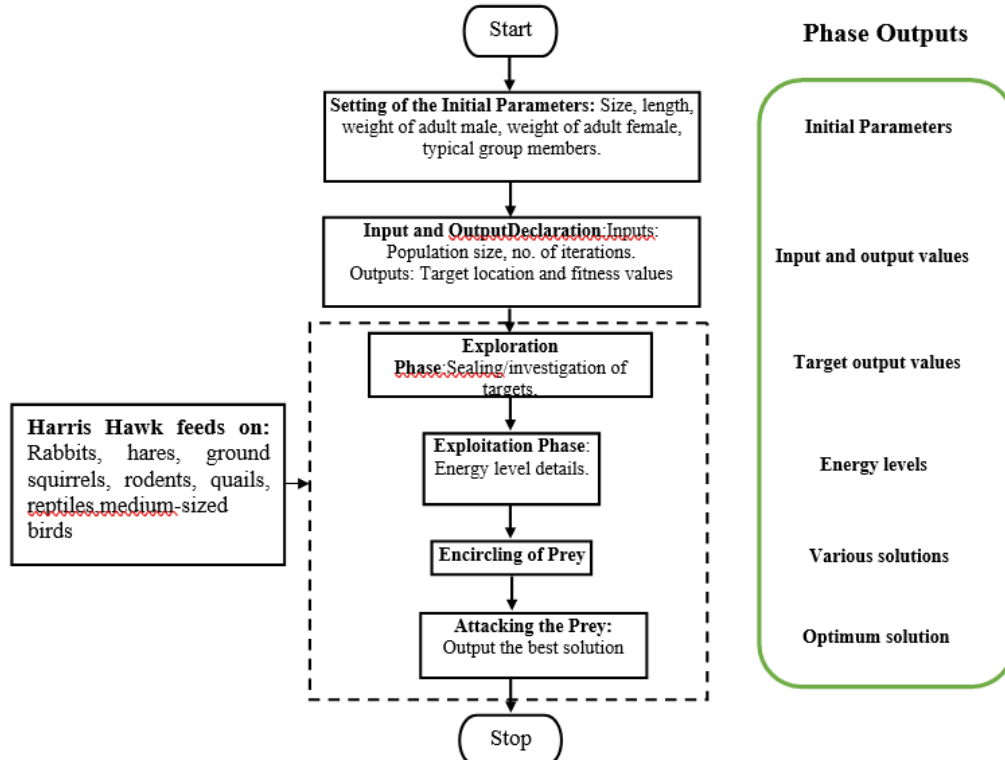 Start
Phase Outputs
Setting of the Initial Parameters: Size, length,
weight of adult male, weight of adult female,
typical group members.
Initial Parameters
Input and OutputDeclaration:Inputs:
Population size, no. of iterations.
Outputs: Target location and fitness values
Input and output values
Exploration
Phase:Sealing/investigation of
targets.
Target output values
Harris Hawk feeds on:
Rabbits, hares, ground
squirrels, rodents, quails,
reptiles.medium-sized
birds
Exploitation Phase:
Energy level details.
Energy levels
Encircling of Prey
Various solutions
Attacking the Prey:
Output the best solution
Optimum solution
Stop